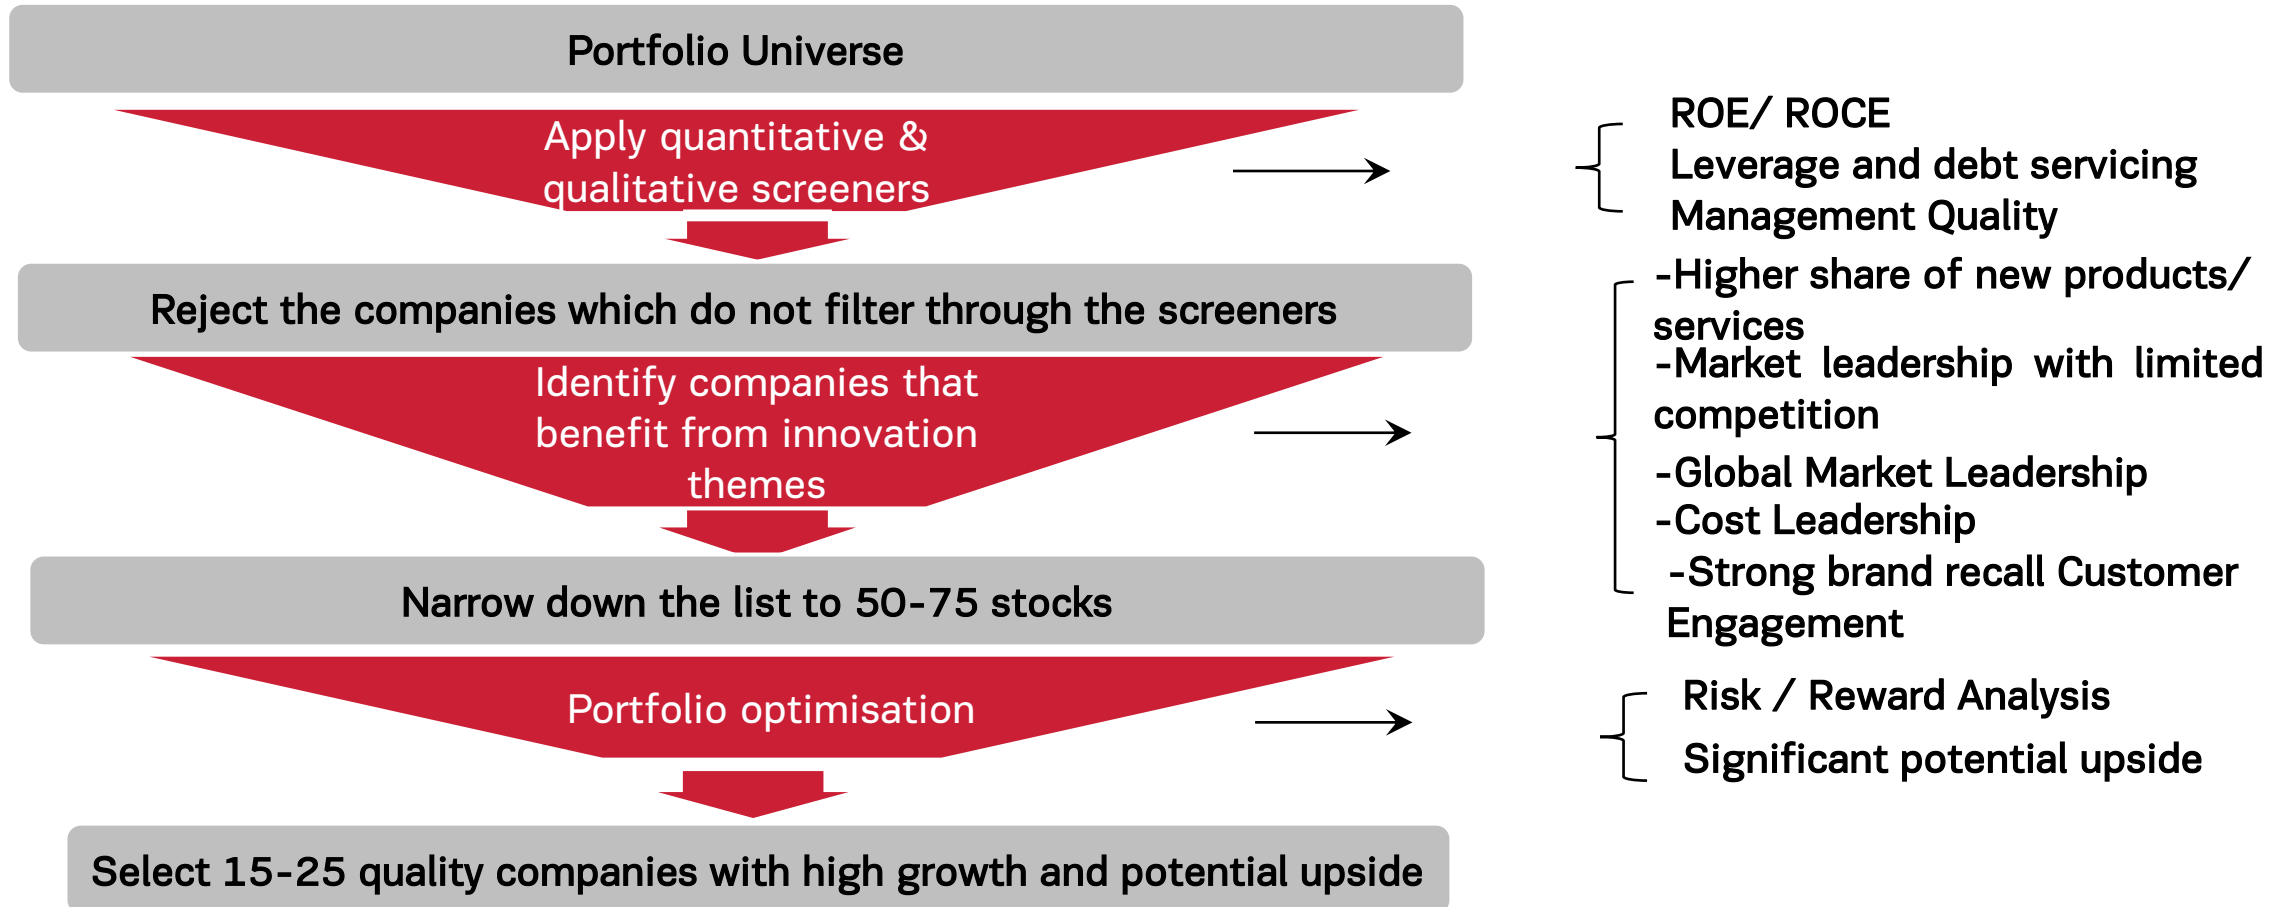 Portfolio Universe
Apply quantitative &
qualitative screeners
ROE/ ROCE
Leverage and debt servicing
Management Quality
Reject the companies which do not filter through the screeners
Identify companies that
benefit from innovation
themes
-Higher share of new products/
services
-Market leadership with limited
competition
-Global Market Leadership
-Cost Leadership
-Strong brand recall Customer
Engagement
Narrow down the list to 50-75 stocks
Portfolio optimisation
Risk / Reward Analysis
Significant potential upside
Select 15-25 quality companies with high growth and potential upside